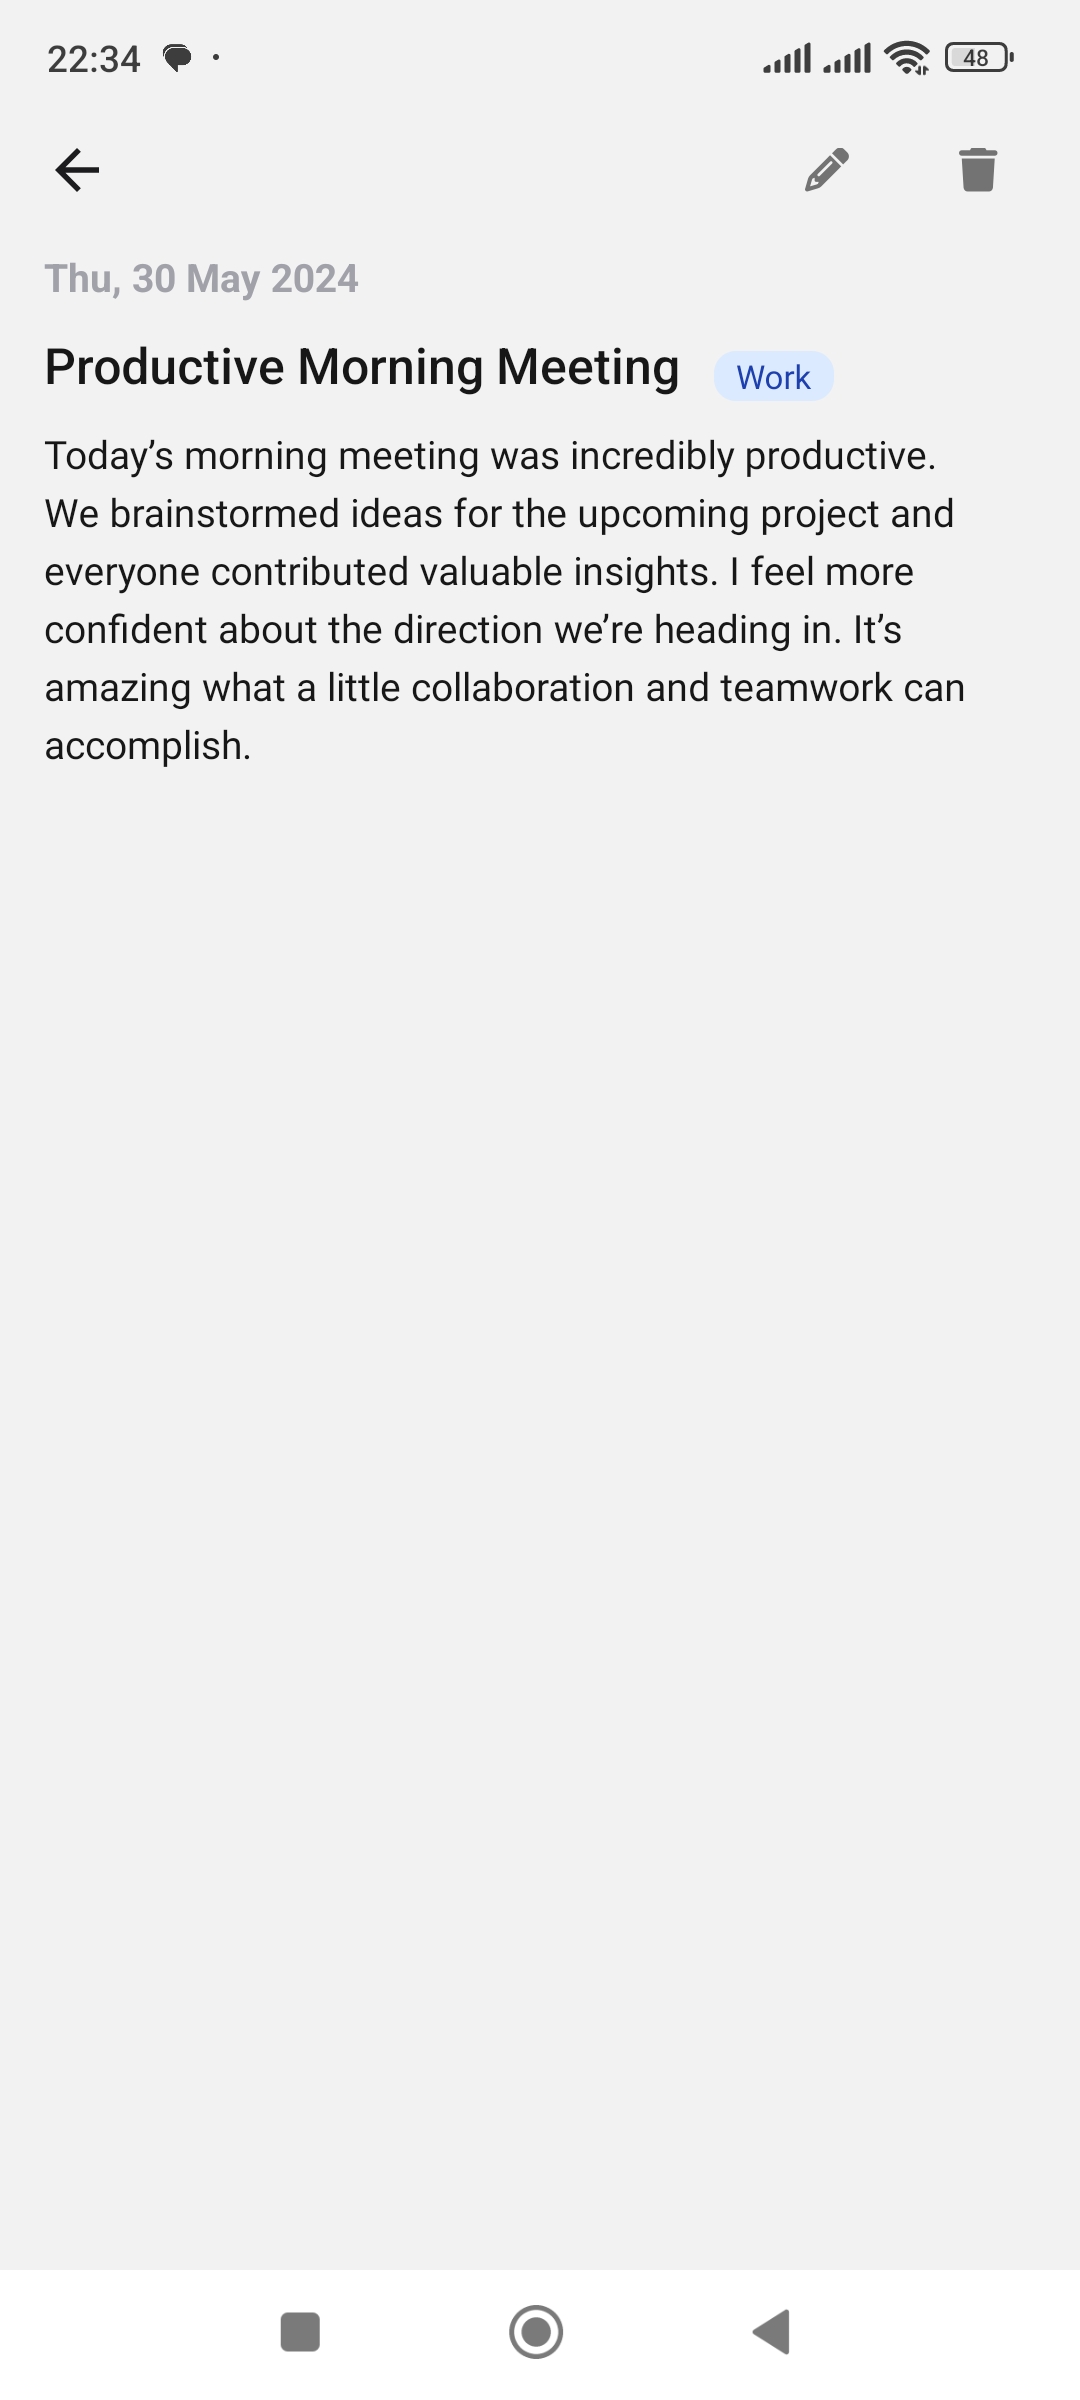 22:34
48
Thu, 30 May 2024
Productive Morning Meeting
Work
Today’s morning meeting was incredibly productive.
We brainstormed ideas for the upcoming project and
everyone contributed valuable insights. I feel more
confident about the direction we’re heading in. It’s
amazing what a little collaboration and teamwork can
accomplish.